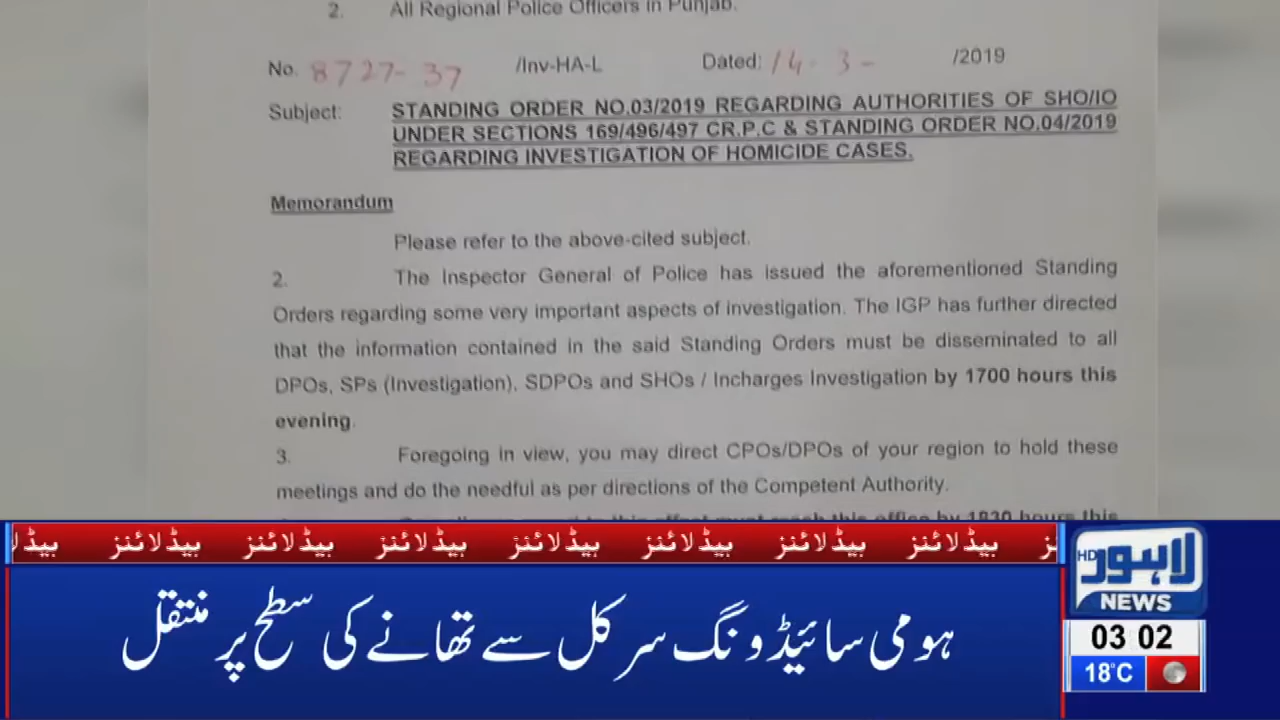 2. All Regional Police Officers in Punjab.
No. 8727-37 /Inv-HA-L Dated: 14-3- /2019
Subject: STANDING ORDER NO.03/2019 REGARDING AUTHORITIES OF SHO/IO
UNDER SECTIONS 169/496/497 CR.P.C & STANDING ORDER NO.04/2019
REGARDING INVESTIGATION OF HOMICIDE CASES.
Memorandum
Please refer to the above-cited subject.
2. The Inspector General of Police has issued the aforementioned Standing
Orders regarding some very important aspects of investigation. The IGP has further directed
that the information contained in the said Standing Orders must be disseminated to all
DPOs, SPs (Investigation), SDPOs and SHOs / Incharges Investigation by 1700 hours this
evening.
3. Foregoing in view, you may direct CPOs/DPOs of your region to hold these
meetings and do the needful as per directions of the Competent Authority.
this office by 1830 hours this
ہیڈلائنز ہیڈلائنز ہیڈلائنز ہیڈلائنز ہیڈلائنز ہیڈلائنز ہیڈلائنز
ہومی سائیڈ ونگ سرکل سے تھانے کی سطح پر منتقل
لاہور HD
NEWS
03 02
18°C